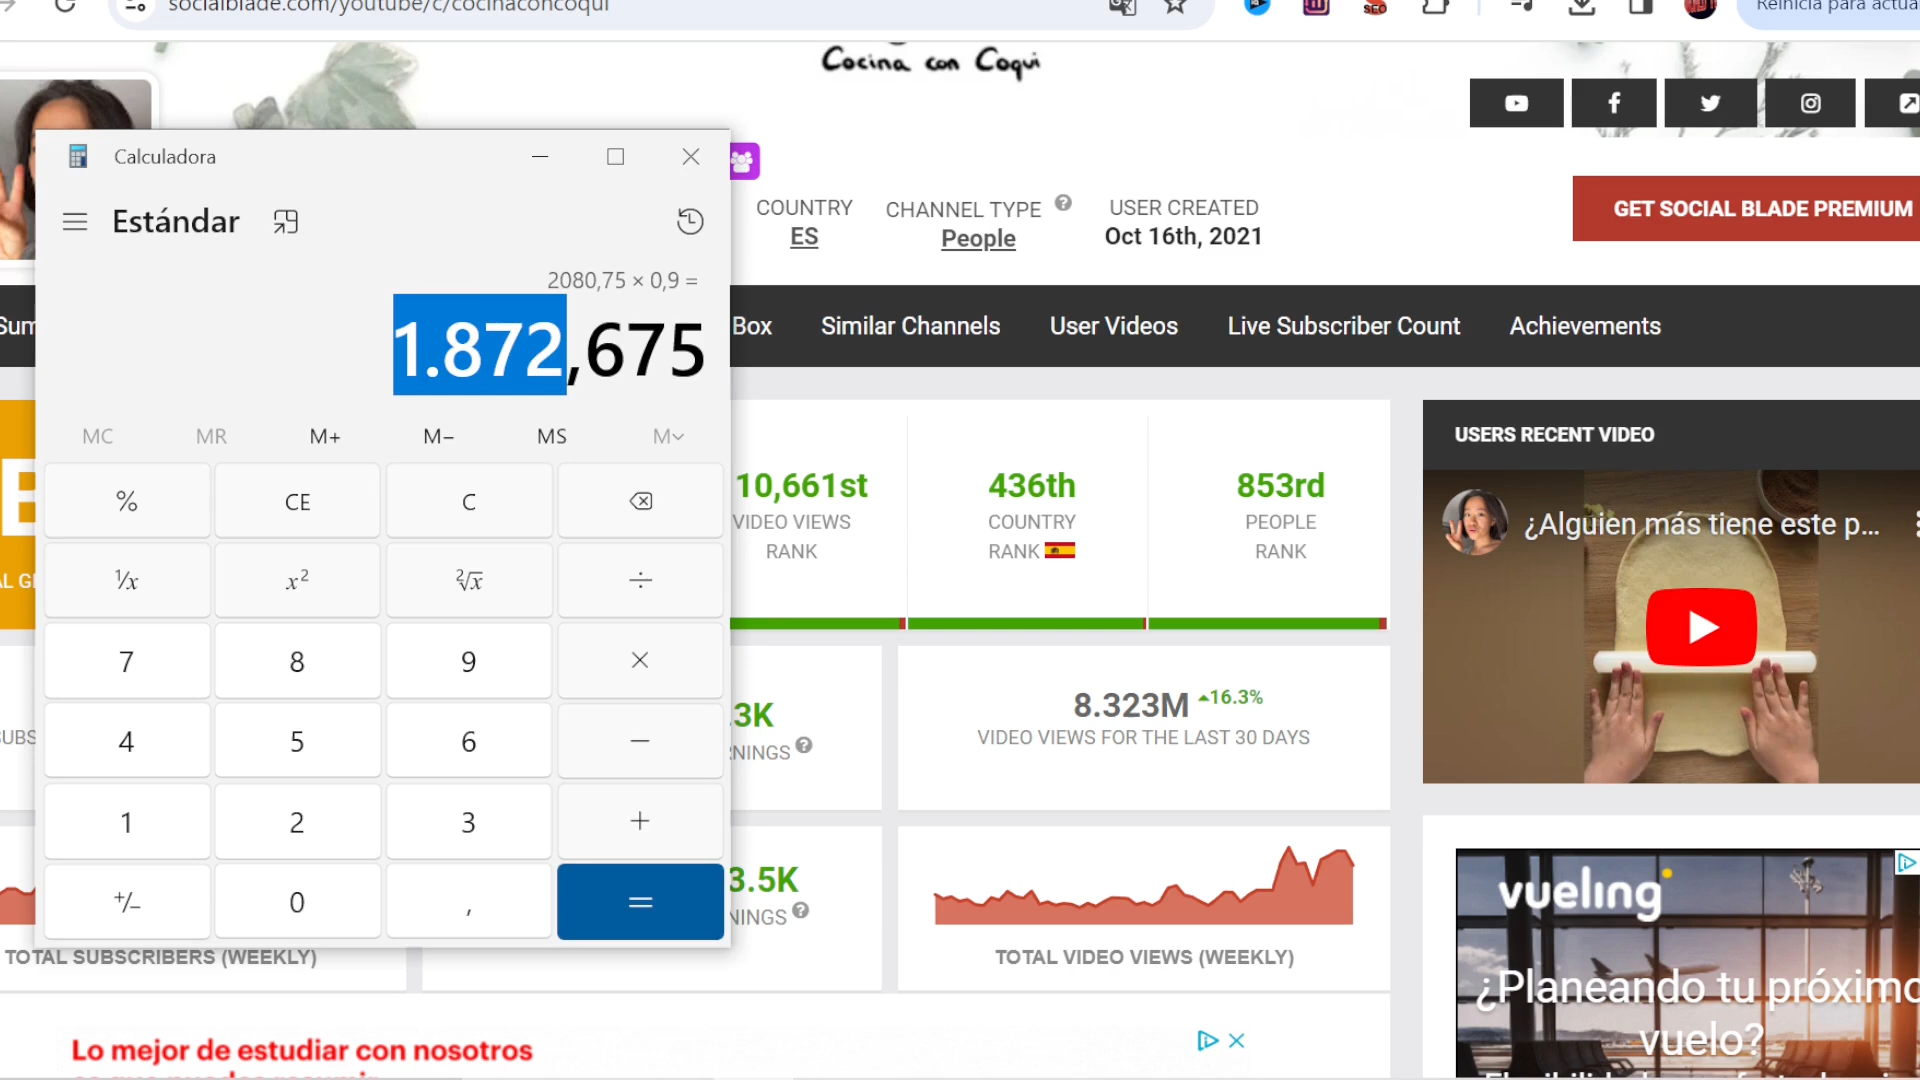 socialblade.com/youtube/c/cocinaconcoqui
SEO
Reinicia para actua
Cocina con Coqui
Calculadora
Estándar
2080,75 × 0,9 =
1.872,675
MC MR M+ M− MS M
% CE C
1/x x² ²√x ÷
7 8 9 ×
4 5 6 −
1 2 3 +
+/− 0 , =
COUNTRY
ES
CHANNEL TYPE
People
USER CREATED
Oct 16th, 2021
GET SOCIAL BLADE PREMIUM
Sum
Box
Similar Channels
User Videos
Live Subscriber Count
Achievements
10,661st
VIDEO VIEWS
RANK
436th
COUNTRY
RANK
853rd
PEOPLE
RANK
.3K
8.323M 16.3%
VIDEO VIEWS FOR THE LAST 30 DAYS
3.5K
TOTAL SUBSCRIBERS (WEEKLY)
TOTAL VIDEO VIEWS (WEEKLY)
USERS RECENT VIDEO
¿Alguien más tiene este p...
vueling
¿Planeando tu próximo
vuelo?
Lo mejor de estudiar con nosotros